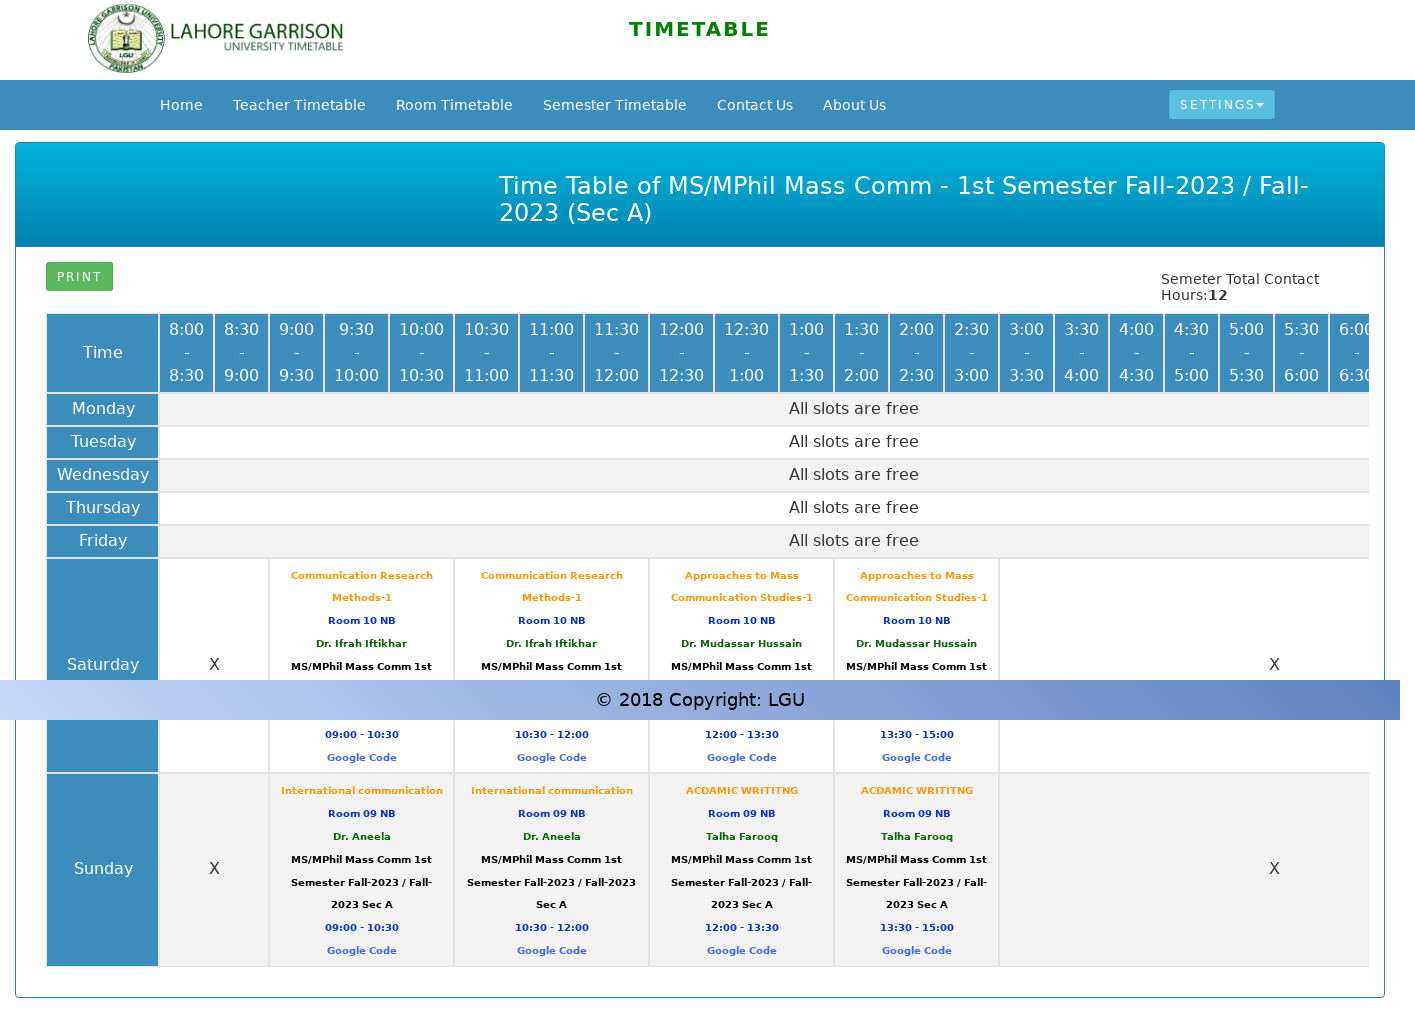 LAHORE GARRISON
UNIVERSITY TIMETABLE
TIMETABLE
Home Teacher Timetable Room Timetable Semester Timetable Contact Us About Us SETTINGS
Time Table of MS/MPhil Mass Comm - 1st Semester Fall-2023 / Fall-
2023 (Sec A)
PRINT
Semeter Total Contact
Hours:12
Time 8:00 - 8:30 8:30 - 9:00 9:00 - 9:30 9:30 - 10:00 10:00 - 10:30 10:30 - 11:00 11:00 - 11:30 11:30 - 12:00 12:00 - 12:30 12:30 - 1:00 1:00 - 1:30 1:30 - 2:00 2:00 - 2:30 2:30 - 3:00 3:00 - 3:30 3:30 - 4:00 4:00 - 4:30 4:30 - 5:00 5:00 - 5:30 5:30 - 6:00 6:00 - 6:30
Monday All slots are free
Tuesday All slots are free
Wednesday All slots are free
Thursday All slots are free
Friday All slots are free
Saturday
X
Communication Research
Methods-1
Room 10 NB
Dr. Ifrah Iftikhar
MS/MPhil Mass Comm 1st
09:00 - 10:30
Google Code
Communication Research
Methods-1
Room 10 NB
Dr. Ifrah Iftikhar
MS/MPhil Mass Comm 1st
10:30 - 12:00
Google Code
Approaches to Mass
Communication Studies-1
Room 10 NB
Dr. Mudassar Hussain
MS/MPhil Mass Comm 1st
12:00 - 13:30
Google Code
Approaches to Mass
Communication Studies-1
Room 10 NB
Dr. Mudassar Hussain
MS/MPhil Mass Comm 1st
13:30 - 15:00
Google Code
X
© 2018 Copyright: LGU
Sunday
X
International communication
Room 09 NB
Dr. Aneela
MS/MPhil Mass Comm 1st
Semester Fall-2023 / Fall-
2023 Sec A
09:00 - 10:30
Google Code
International communication
Room 09 NB
Dr. Aneela
MS/MPhil Mass Comm 1st
Semester Fall-2023 / Fall-2023
Sec A
10:30 - 12:00
Google Code
ACDAMIC WRITITNG
Room 09 NB
Talha Farooq
MS/MPhil Mass Comm 1st
Semester Fall-2023 / Fall-
2023 Sec A
12:00 - 13:30
Google Code
ACDAMIC WRITITNG
Room 09 NB
Talha Farooq
MS/MPhil Mass Comm 1st
Semester Fall-2023 / Fall-
2023 Sec A
13:30 - 15:00
Google Code
X